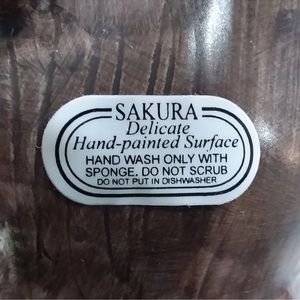 SAKURA
Delicate
Hand-painted Surface
HAND WASH ONLY WITH
SPONGE. DO NOT SCRUB
DO NOT PUT IN DISHWASHER